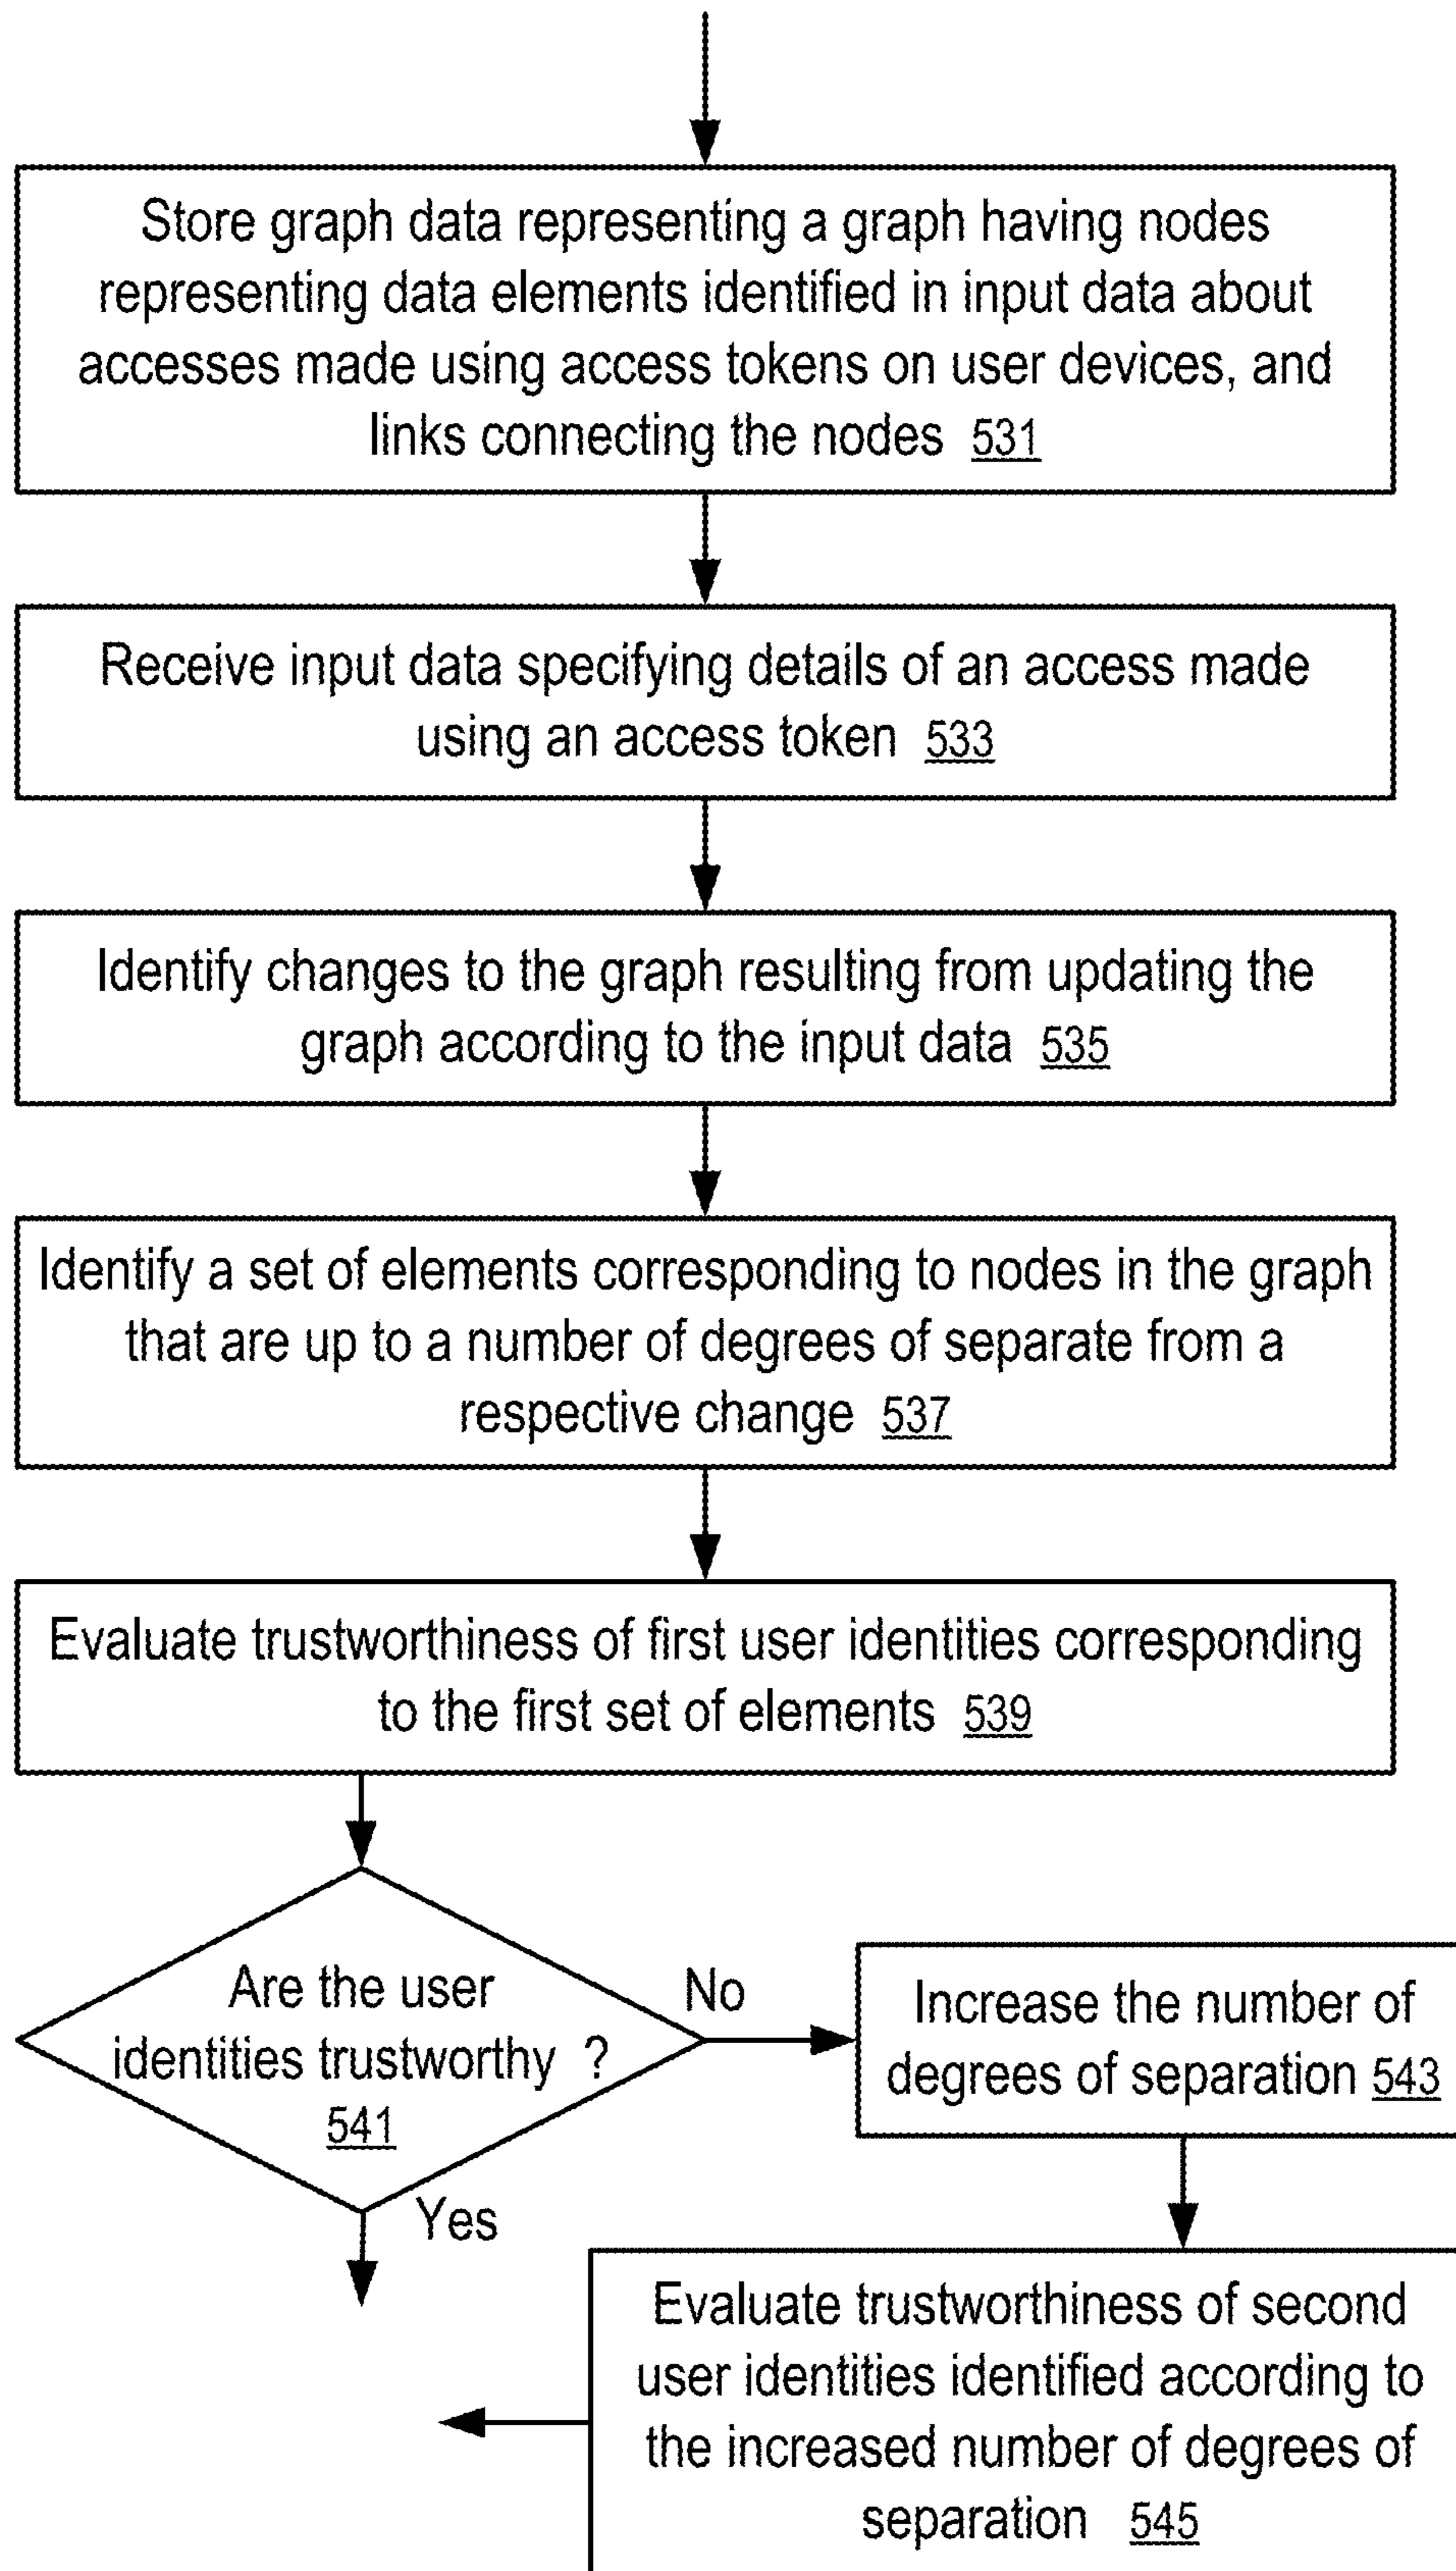 Store graph data representing a graph having nodes
representing data elements identified in input data about
accesses made using access tokens on user devices, and
links connecting the nodes 531
Receive input data specifying details of an access made
using an access token 533
Identify changes to the graph resulting from updating the
graph according to the input data 535
Identify a set of elements corresponding to nodes in the graph
that are up to a number of degrees of separate from a
respective change 537
Evaluate trustworthiness of first user identities corresponding
to the first set of elements 539
Are the user
identities trustworthy ?
541
No
Yes
Increase the number of
degrees of separation 543
Evaluate trustworthiness of second
user identities identified according to
the increased number of degrees of
separation 545